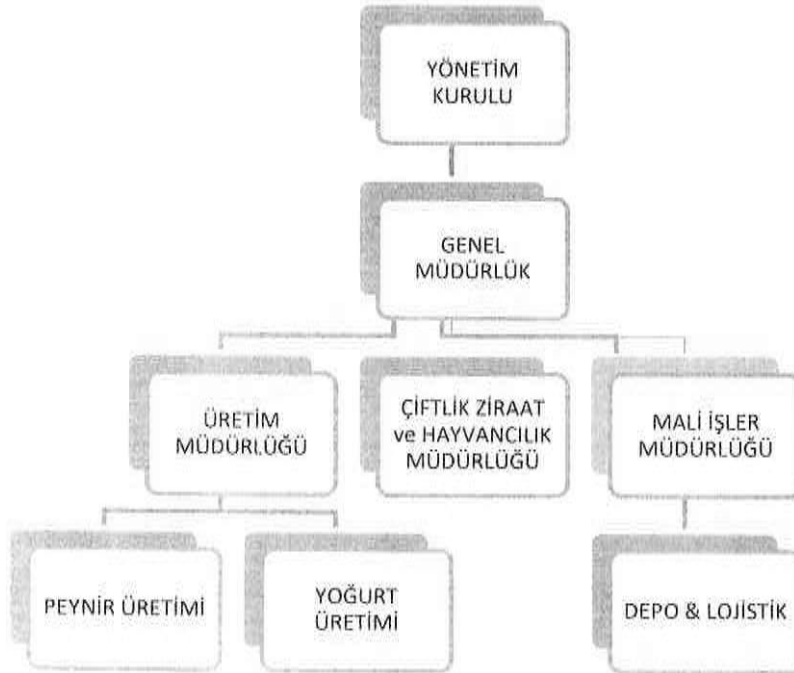 YÖNETİM
KURULU
GENEL
MÜDÜRLÜK
ÜRETİM
MÜDÜRLÜĞÜ
ÇİFTLİK ZİRAAT
ve HAYVANCILIK
MÜDÜRLÜĞÜ
MALİ İŞLER
MÜDÜRLÜĞÜ
PEYNİR ÜRETİMİ
YOĞURT
ÜRETİMİ
DEPO & LOJİSTİK